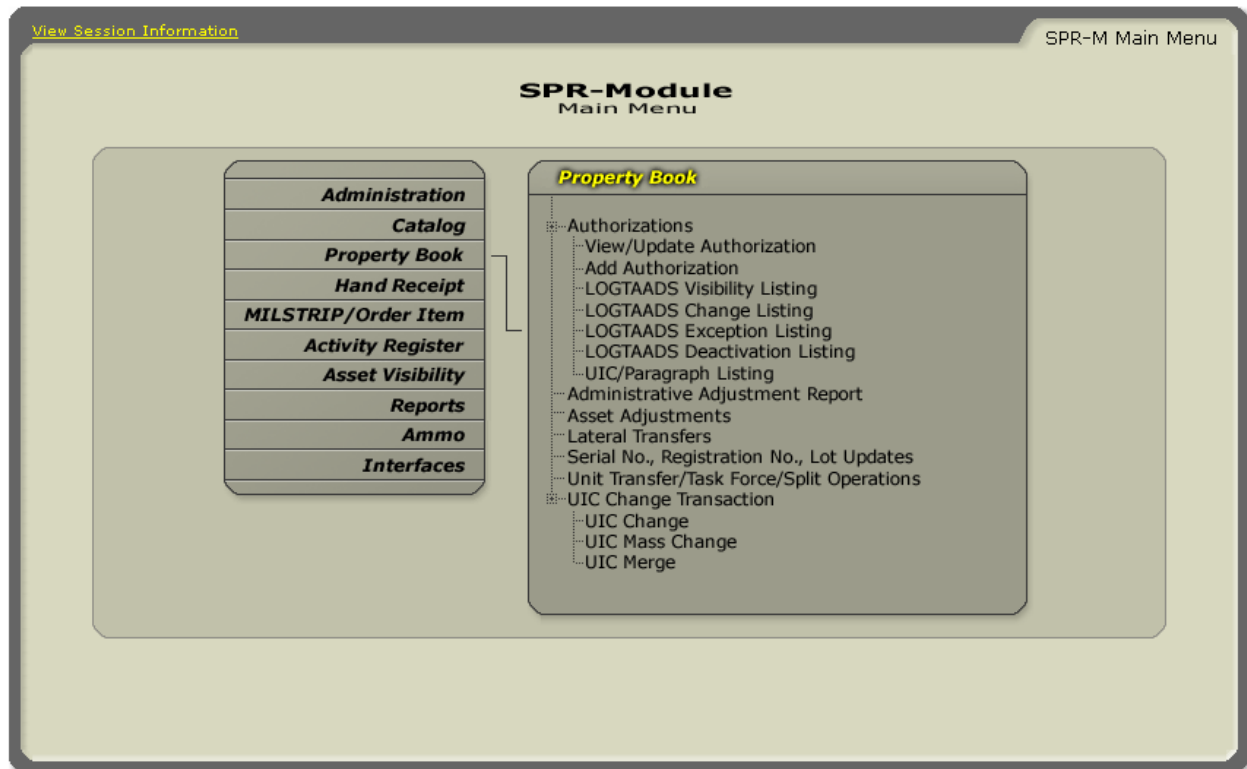 View Session Information
SPR-M Main Menu
SPR-Module
Main Menu
Administration
Catalog
Property Book
Hand Receipt
MILSTRIP/Order Item
Activity Register
Asset Visibility
Reports
Ammo
Interfaces
Property Book
Authorizations
View/Update Authorization
Add Authorization
LOGTAADS Visibility Listing
LOGTAADS Change Listing
LOGTAADS Exception Listing
LOGTAADS Deactivation Listing
UIC/Paragraph Listing
Administrative Adjustment Report
Asset Adjustments
Lateral Transfers
Serial No., Registration No., Lot Updates
Unit Transfer/Task Force/Split Operations
UIC Change Transaction
UIC Change
UIC Mass Change
UIC Merge